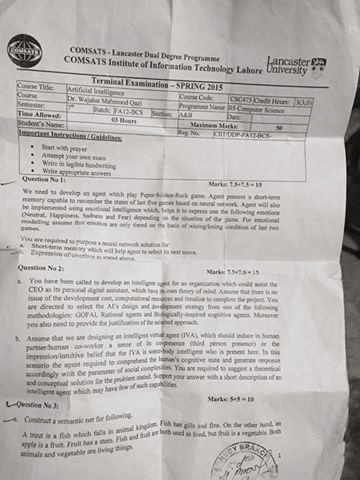 COMSATS
COMSATS - Lancaster Dual Degree Programme
COMSATS Institute of Information Technology Lahore
Lancaster University
Terminal Examination – SPRING 2015
Course Title: Artificial Intelligence Course Code: CSC475 Credit Hours: 3(3,0)
Course Dr. Wajahat Mahmood Qazi Programme Name: BS Computer Science
Semester: 7th Batch: FA12-BCS Section: A&B Date:
Time Allowed: 03 Hours Maximum Marks: 50
Student's Name: Reg. No. CIIT/DDP-FA12-BCS-
Important Instructions / Guidelines:
• Start with prayer
• Attempt your own exam
• Write in legible handwriting
• Write appropriate answers
Question No 1: Marks: 7.5+7.5 = 15
We need to develop an agent which play Paper-Scissor-Rock game. Agent possess a short-term
memory capable to remember the states of last five games based on neural network. Agent will also
be implemented using emotional intelligence which, helps it to express one the following emotions
(Neutral, Happiness, Sadness and Fear) depending on the situation of the game. For emotional
modelling assume that emotion are only tiered on the basis of wining/losing condition of last two
games.
You are required to purpose a neural network solution for:
a. Short-term memory which will help agent to select its next move.
b. Expression of emotions as stated above.
Question No 2: Marks: 7.5+7.5 = 15
a. You have been called to develop an intelligent agent for an organization which could assist the
CEO as its personal digital assistant, which have its own theory of mind. Assume that there is no
issue of the development cost, computational resources and timeline to complete the project. You
are directed to select the AI's design and development strategy from one of the following
methodologies: GOFAI, Rational agents and Biologically-inspired cognitive agents. Moreover
you also need to provide the justification of the selected approach.
b. Assume that we are designing an intelligent virtual agent (IVA), which should induce in human
partner/human co-worker a sense of its co-presence (third person presence) or the
impression/intuitive belief that the IVA is some-body intelligence who is present here. In this
scenario the agent required to comprehend the human's cognitive state and generate response
accordingly with the parameter of social complexities. You are required to suggest a theoretical
and conceptual solution for the problem stated. Support your answer with a short description of an
intelligent agent which may have few of such capabilities.
Question No 3: Marks: 5+5 = 10
a. Construct a semantic net for following.
A trout is a fish which falls in animal kingdom. Fish has gills and fins. On the other hand, an
apple is a fruit. Fruit has a stem. Fish and fruit are both used as food, but fruit is a vegetable. Both
animals and vegetable are living things.